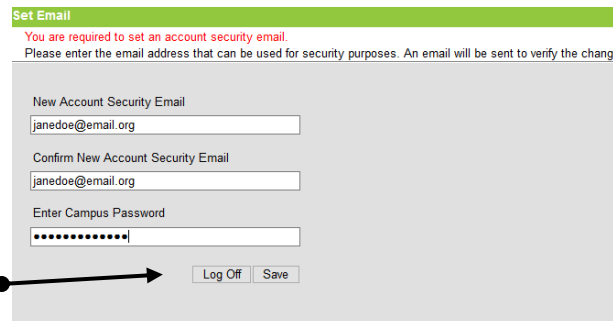 Set Email
You are required to set an account security email.
Please enter the email address that can be used for security purposes. An email will be sent to verify the chang
New Account Security Email
janedoe@email.org
Confirm New Account Security Email
janedoe@email.org
Enter Campus Password
•••••••••••••
Log Off Save